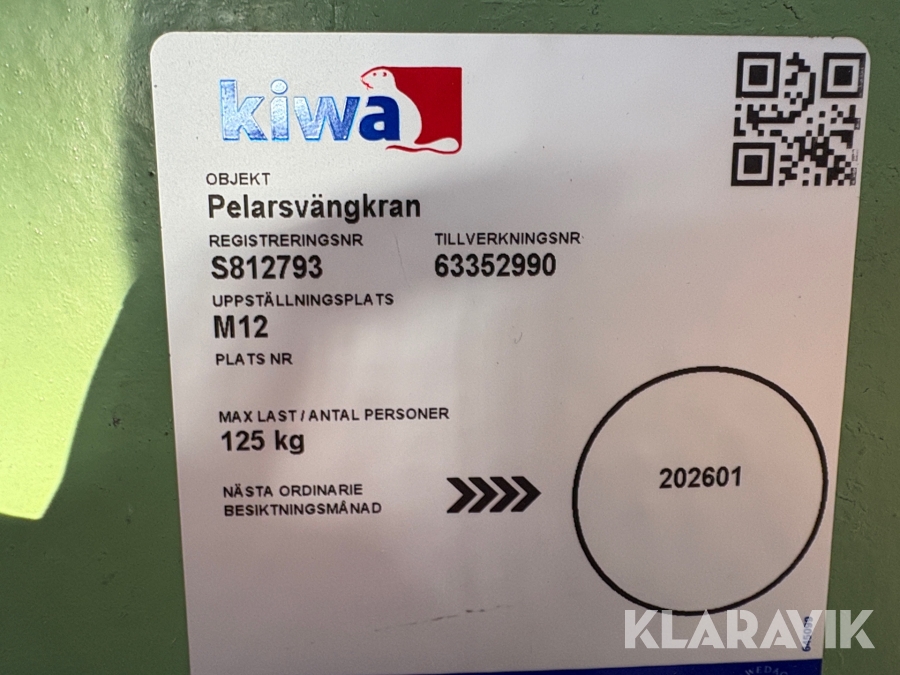 kiwa
OBJEKT
Pelarsvängkran
REGISTRERINGSNR TILLVERKNINGSNR
S812793 63352990
UPPSTÄLLNINGSPLATS
M12
PLATS NR
MAX LAST / ANTAL PERSONER
125 kg
NÄSTA ORDINARIE
BESIKTNINGSMÅNAD
202601
KLARAVIK